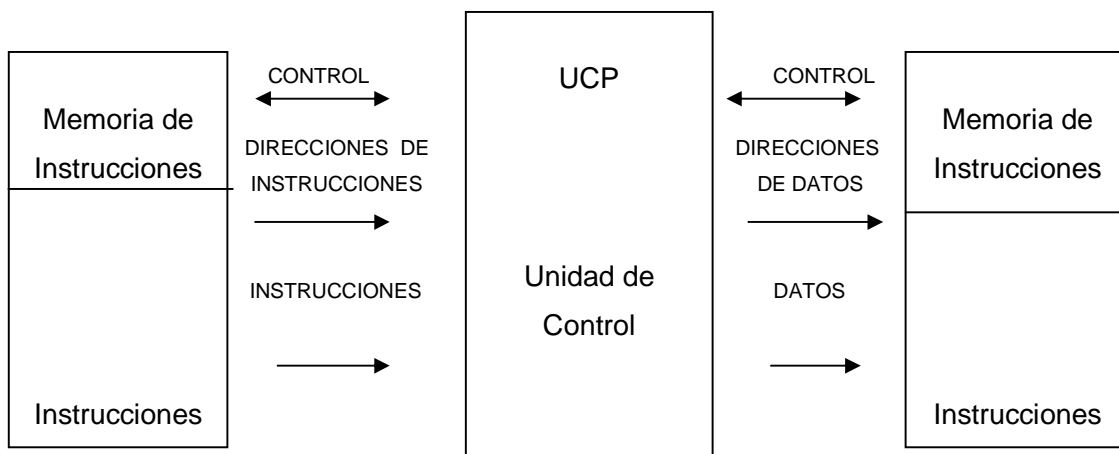 Memoria de
Instrucciones
Instrucciones
CONTROL
DIRECCIONES DE
INSTRUCCIONES
INSTRUCCIONES
UCP
Unidad de
Control
CONTROL
DIRECCIONES
DE DATOS
DATOS
Memoria de
Instrucciones
Instrucciones